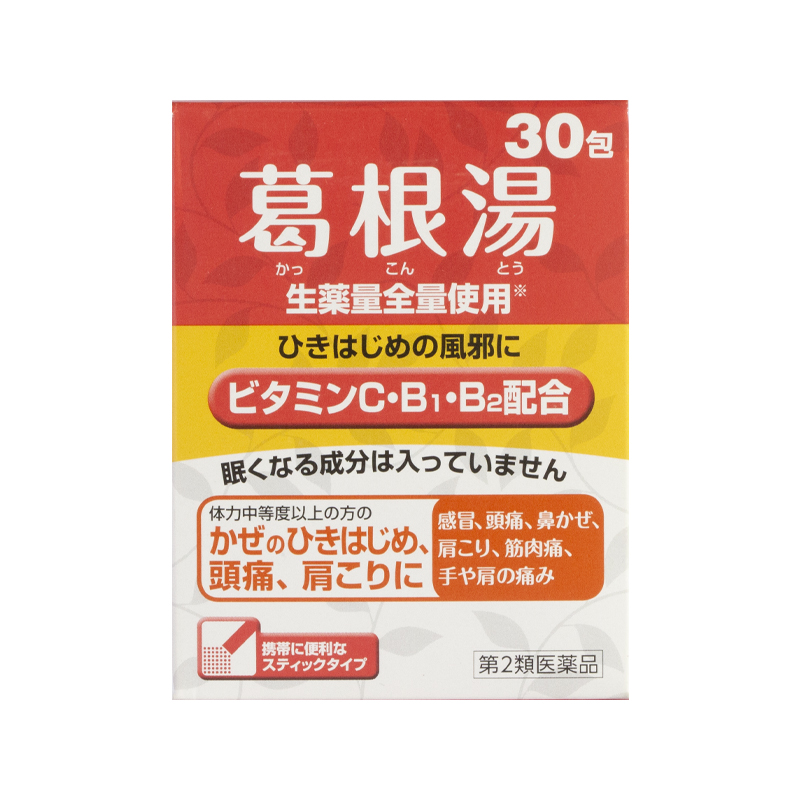 30包
葛根湯
かっ こん とう
生薬量全量使用※
ひきはじめの風邪に
ビタミンC・B1・B2配合
眠くなる成分は入っていません
体力中等度以上の方の
かぜのひきはじめ、
頭痛、肩こりに
感冒、頭痛、鼻かぜ、
肩こり、筋肉痛、
手や肩の痛み
携帯に便利な
スティックタイプ
第2類医薬品